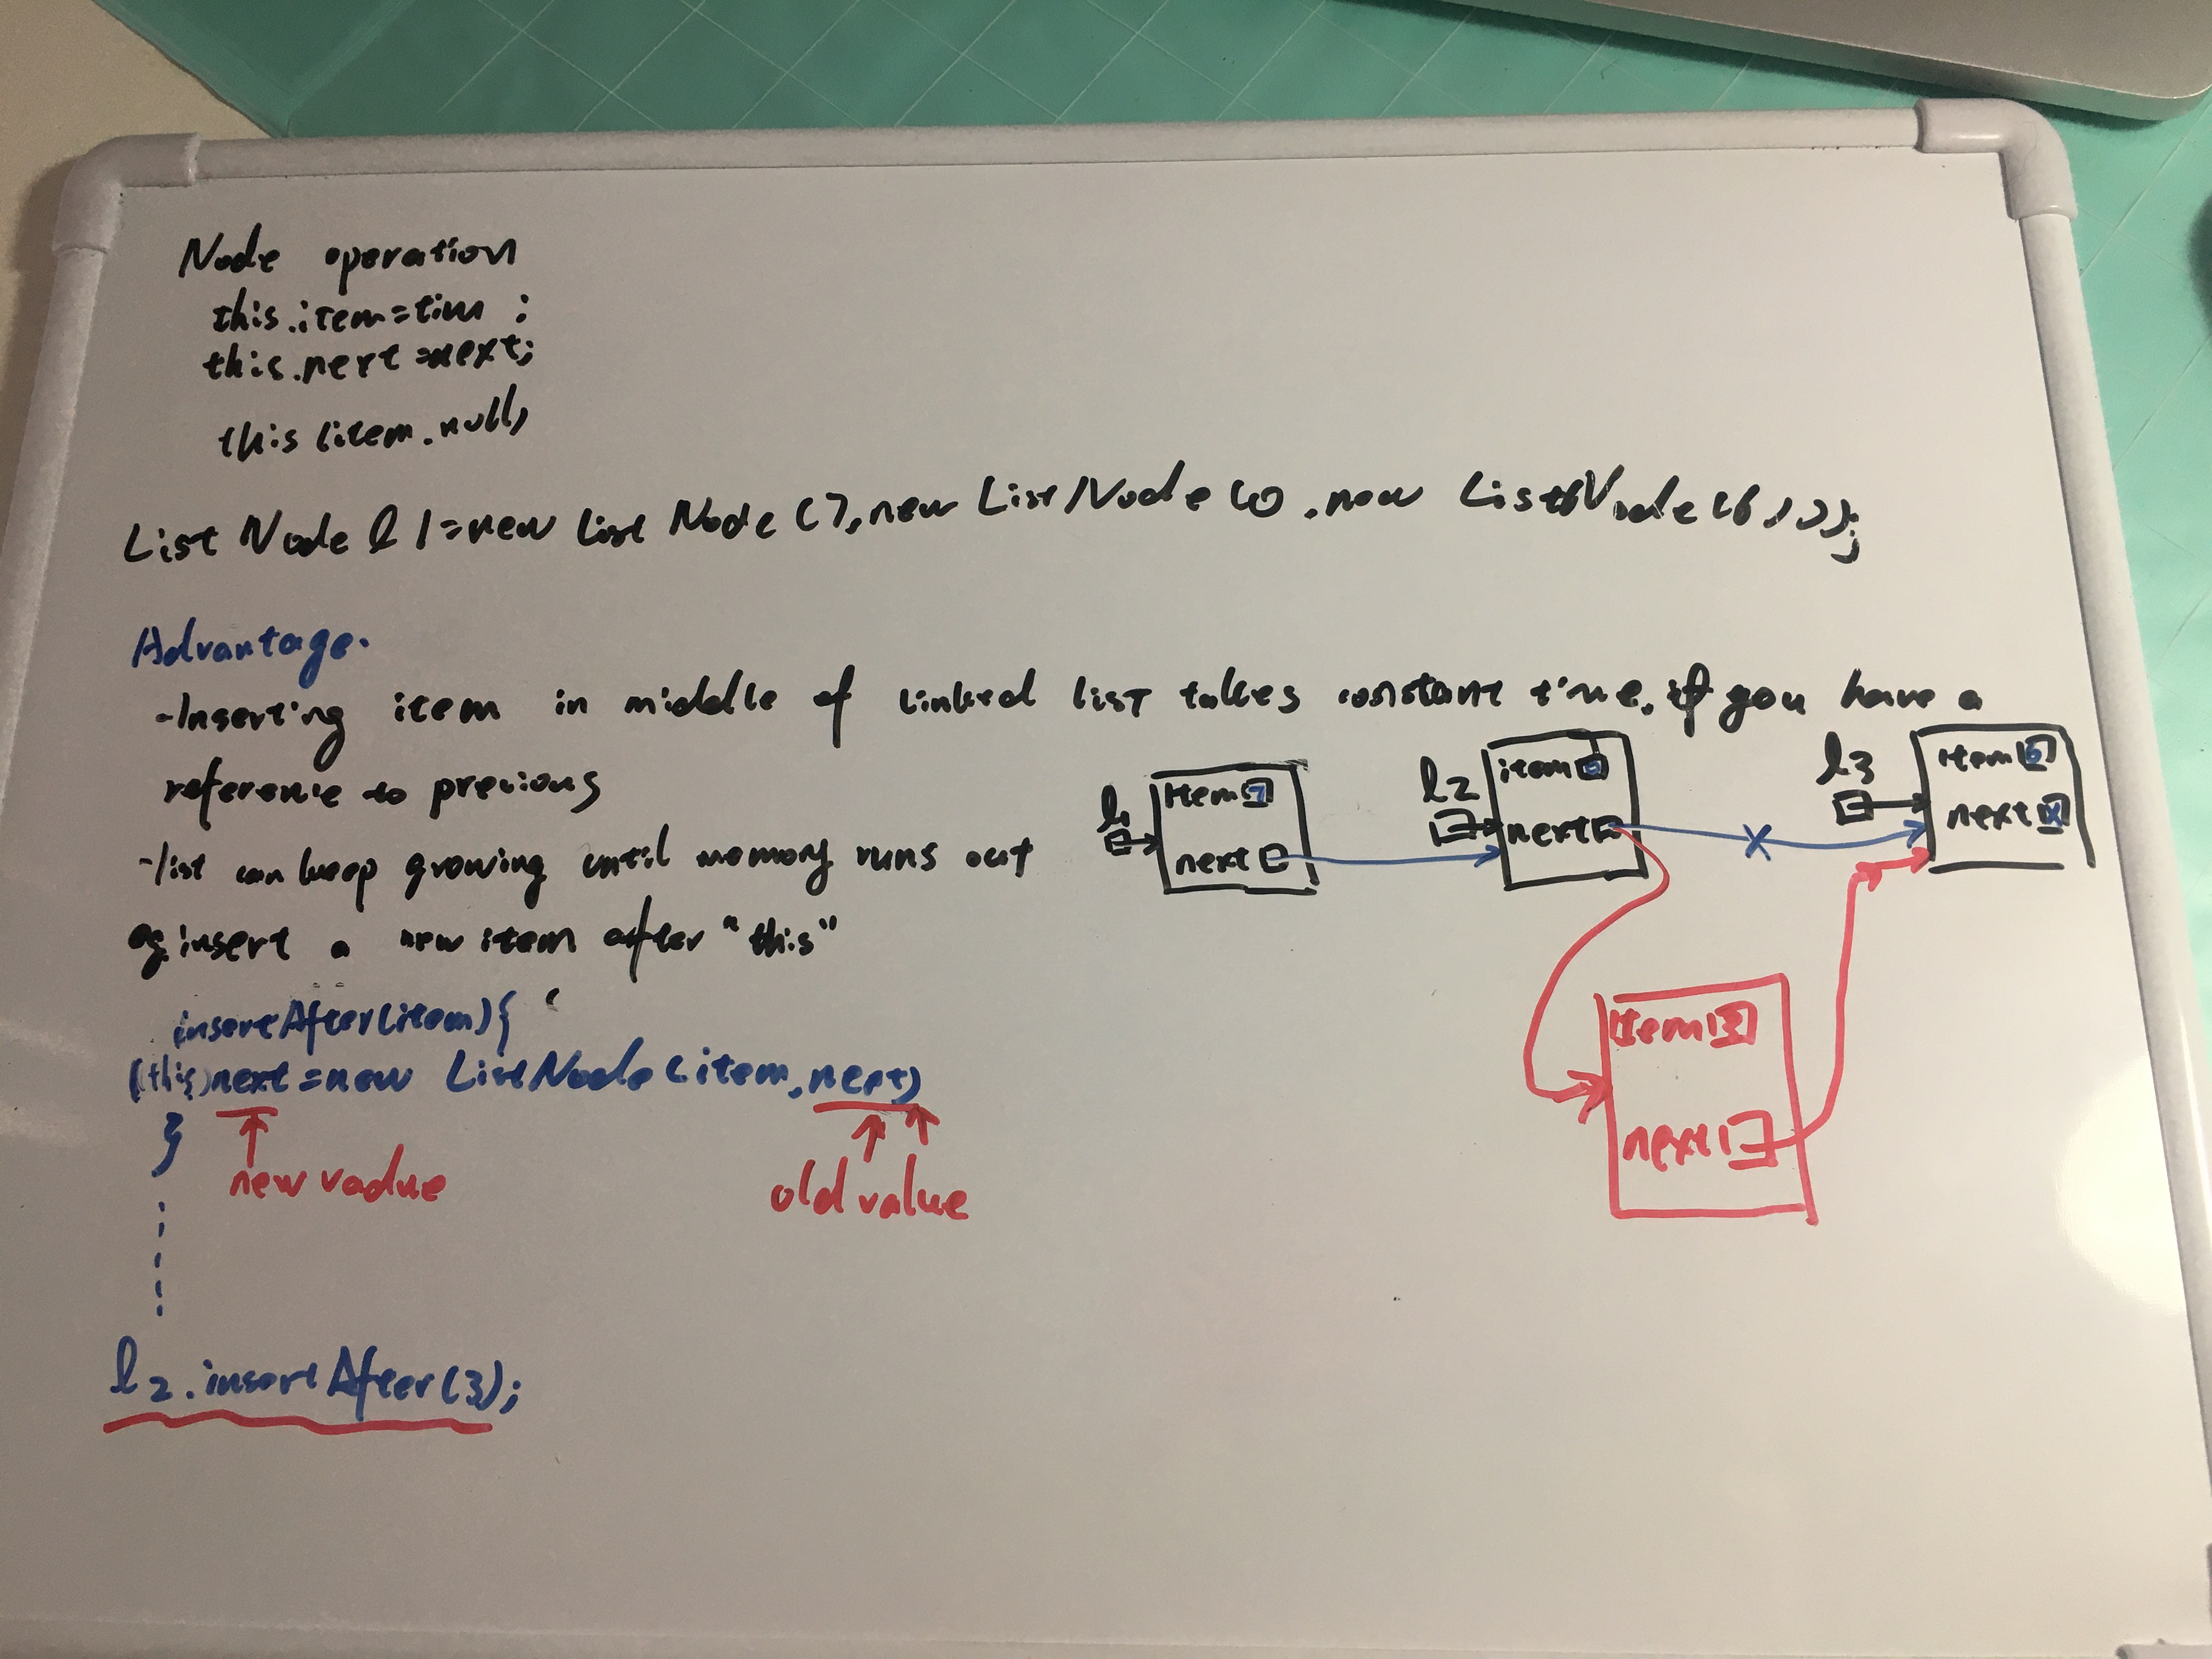 Node operation
this.item=tim ;
this.next=next;
this(item.null)
List Node l1=new List Node (7,new ListNode (0 .new ListNode(6,)));
Advantage.
-Inserting item in middle of linked list takes constant time, if you have a
reference to previous
-list can keep growing until memory runs out
eg.insert a new item after "this"
insertAfter(item){
(this)next=new ListNode(item,next)
}
new vadue
old value
l2.insertAfter(3);
l1
item 7
next
l2
item 0
next
l3
item 6
next X
X
item 3
next